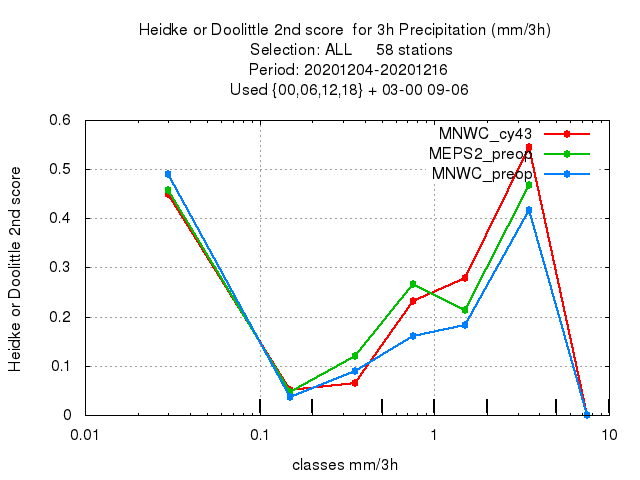 Heidke or Doolittle 2nd score  for 3h Precipitation (mm/3h)
Selection: ALL     58 stations
Period: 20201204-20201216
Used {00,06,12,18} + 03-00 09-06
MNWC_cy43
MEPS2_preop
MNWC_preop
Heidke or Doolittle 2nd score
0.6
0.5
0.4
0.3
0.2
0.1
0
0.01 0.1 1 10
classes mm/3h